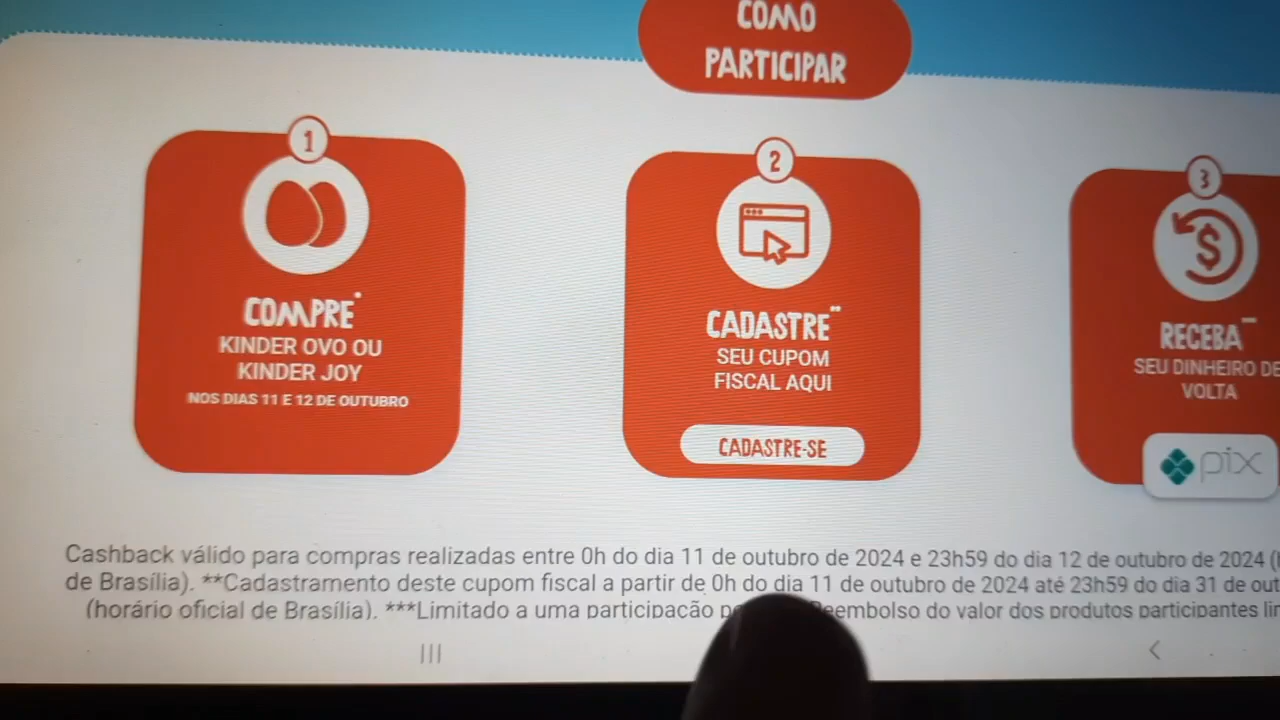 COMO
PARTICIPAR
1
COMPRE*
KINDER OVO OU
KINDER JOY
NOS DIAS 11 E 12 DE OUTUBRO
2
CADASTRE**
SEU CUPOM
FISCAL AQUI
CADASTRE-SE
3
$
RECEBA***
SEU DINHEIRO DE
VOLTA
pix
Cashback válido para compras realizadas entre 0h do dia 11 de outubro de 2024 e 23h59 do dia 12 de outubro de 2024 (
de Brasília). **Cadastramento deste cupom fiscal a partir de 0h do dia 11 de outubro de 2024 até 23h59 do dia 31 de out
(horário oficial de Brasília). ***Limitado a uma participação Reembolso do valor dos produtos participantes